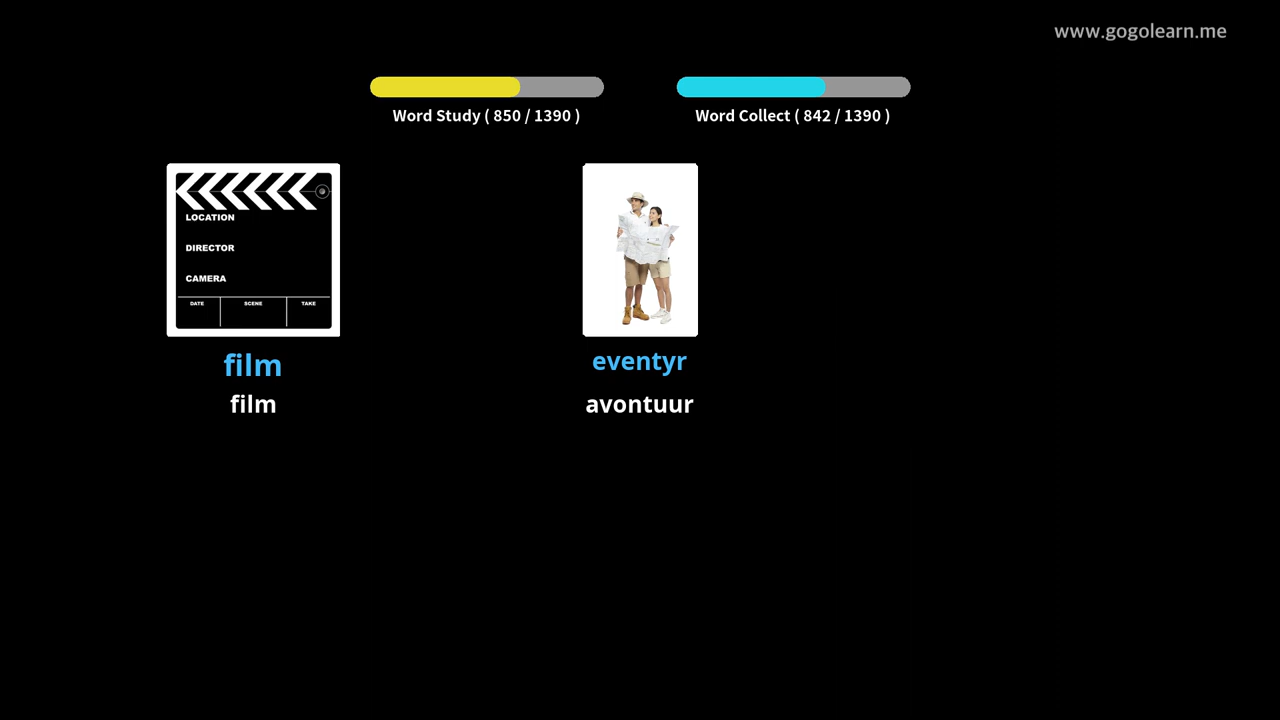 www.gogolearn.me
Word Study ( 850 / 1390 )
Word Collect ( 842 / 1390 )
LOCATION
DIRECTOR
CAMERA
DATE SCENE TAKE
film
film
eventyr
avontuur